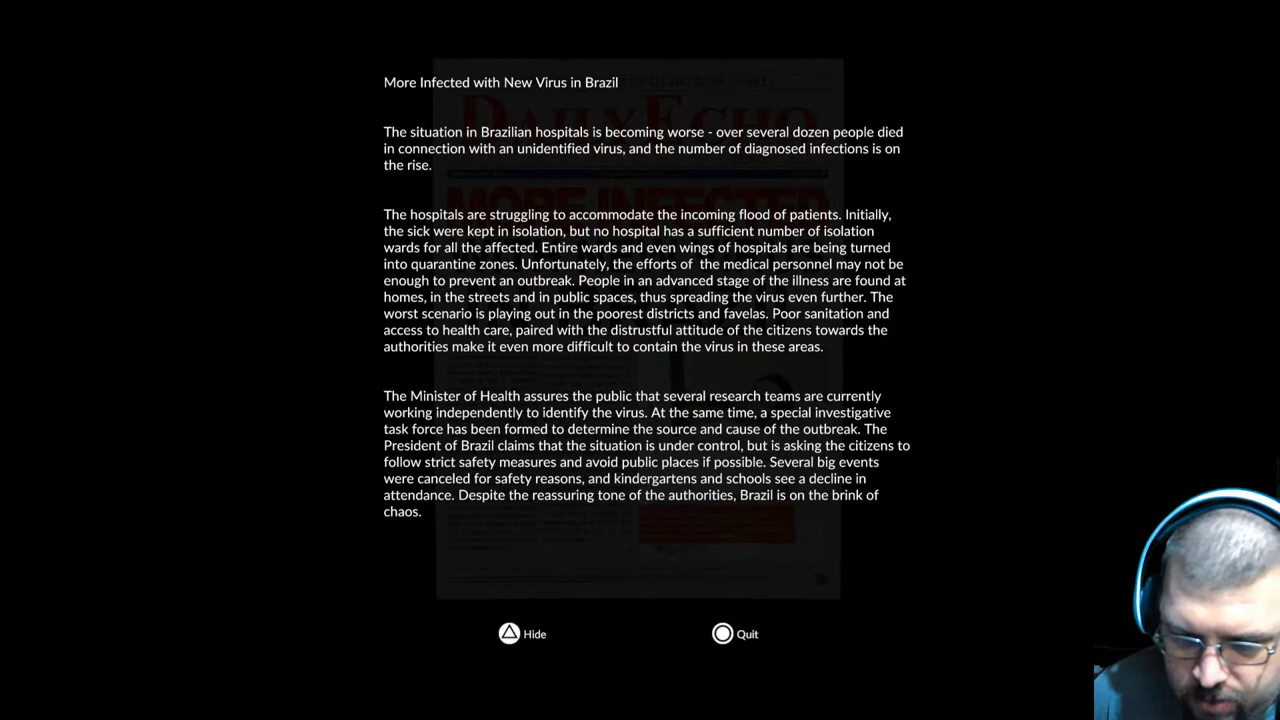 More Infected with New Virus in Brazil
DAILY ECHO
MORE INFECTED
The situation in Brazilian hospitals is becoming worse - over several dozen people died
in connection with an unidentified virus, and the number of diagnosed infections is on
the rise.
The hospitals are struggling to accommodate the incoming flood of patients. Initially,
the sick were kept in isolation, but no hospital has a sufficient number of isolation
wards for all the affected. Entire wards and even wings of hospitals are being turned
into quarantine zones. Unfortunately, the efforts of the medical personnel may not be
enough to prevent an outbreak. People in an advanced stage of the illness are found at
homes, in the streets and in public spaces, thus spreading the virus even further. The
worst scenario is playing out in the poorest districts and favelas. Poor sanitation and
access to health care, paired with the distrustful attitude of the citizens towards the
authorities make it even more difficult to contain the virus in these areas.
The Minister of Health assures the public that several research teams are currently
working independently to identify the virus. At the same time, a special investigative
task force has been formed to determine the source and cause of the outbreak. The
President of Brazil claims that the situation is under control, but is asking the citizens to
follow strict safety measures and avoid public places if possible. Several big events
were canceled for safety reasons, and kindergartens and schools see a decline in
attendance. Despite the reassuring tone of the authorities, Brazil is on the brink of
chaos.
Hide
Quit